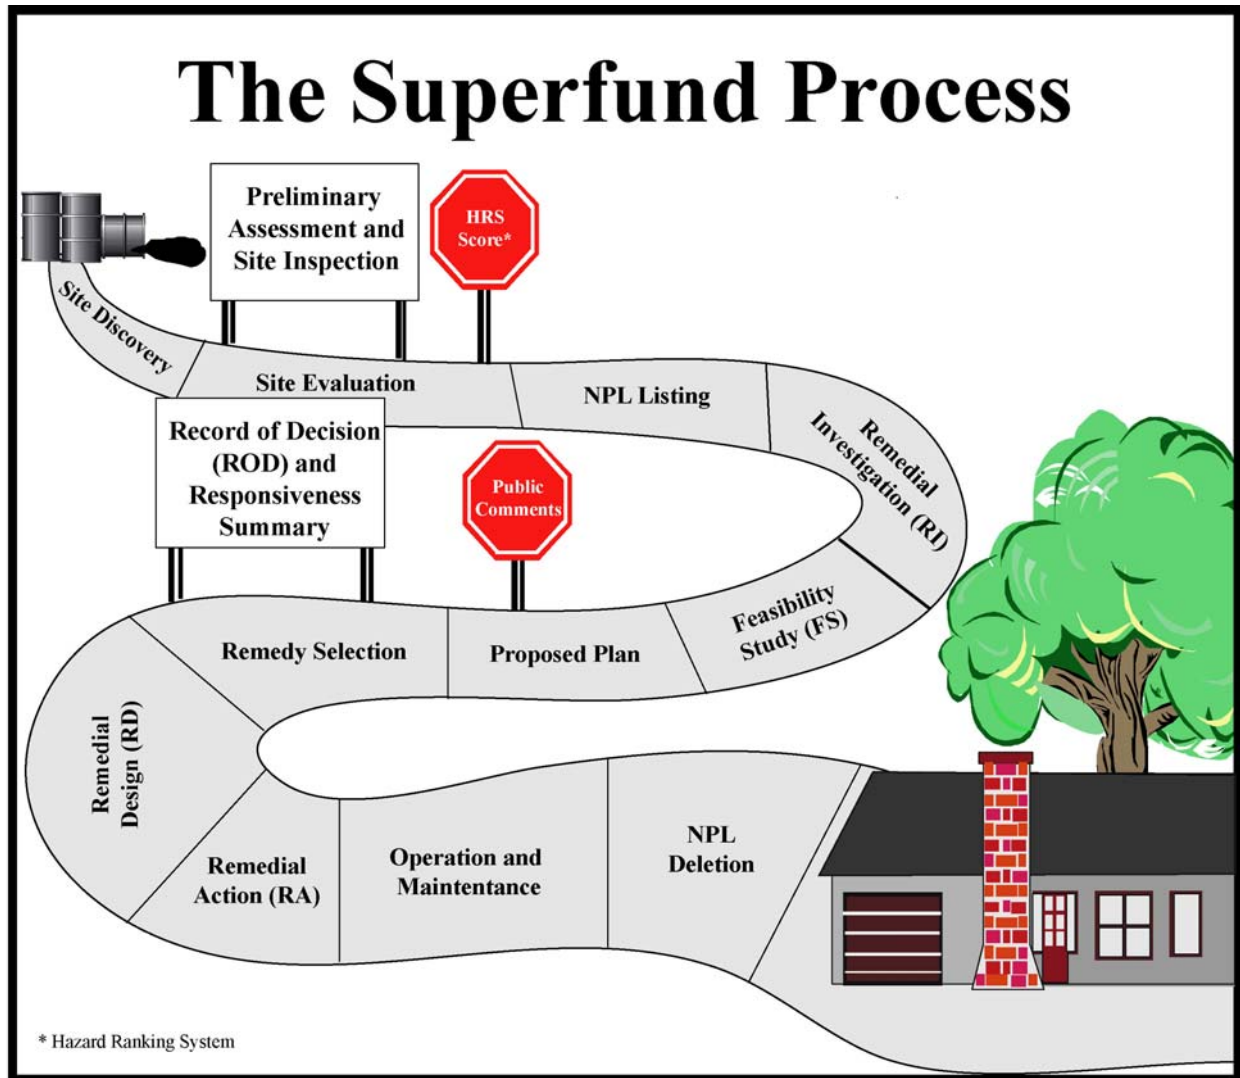 The Superfund Process
Preliminary
Assessment and
Site Inspection
HRS
Score*
Site Discovery
Site Evaluation
NPL Listing
Remedial
Investigation (RI)
Record of Decision
(ROD) and
Responsiveness
Summary
Public
Comments
Feasibility
Study (FS)
Proposed Plan
Remedy Selection
Remedial
Design (RD)
Remedial
Action (RA)
Operation and
Maintentance
NPL
Deletion
* Hazard Ranking System